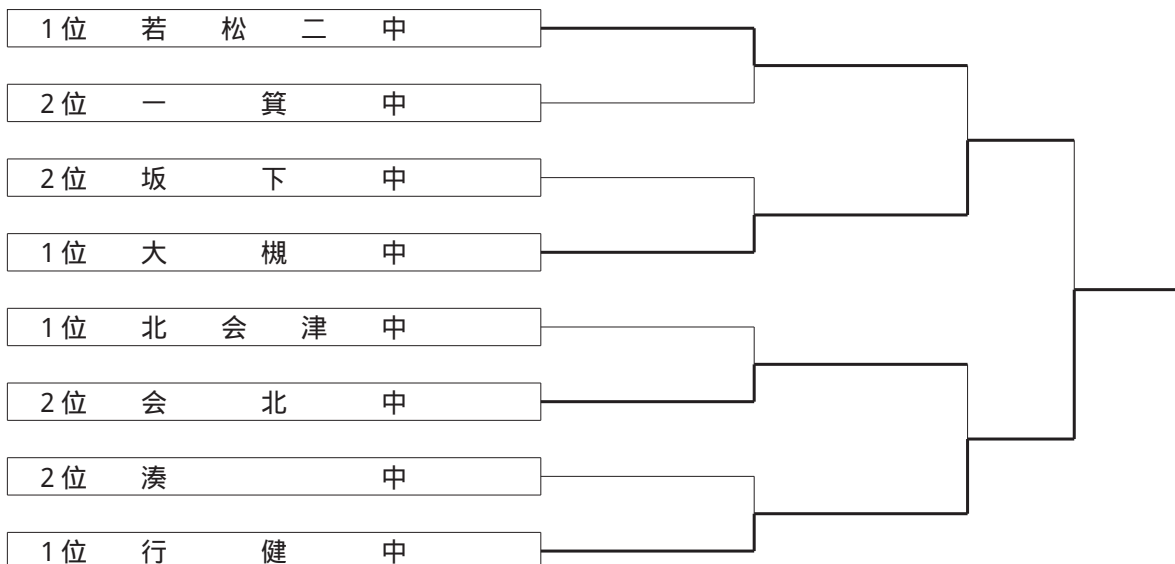 1位 若松二中
2位 一箕中
2位 坂下中
1位 大槻中
1位 北会津中
2位 会北中
2位 湊中
1位 行健中